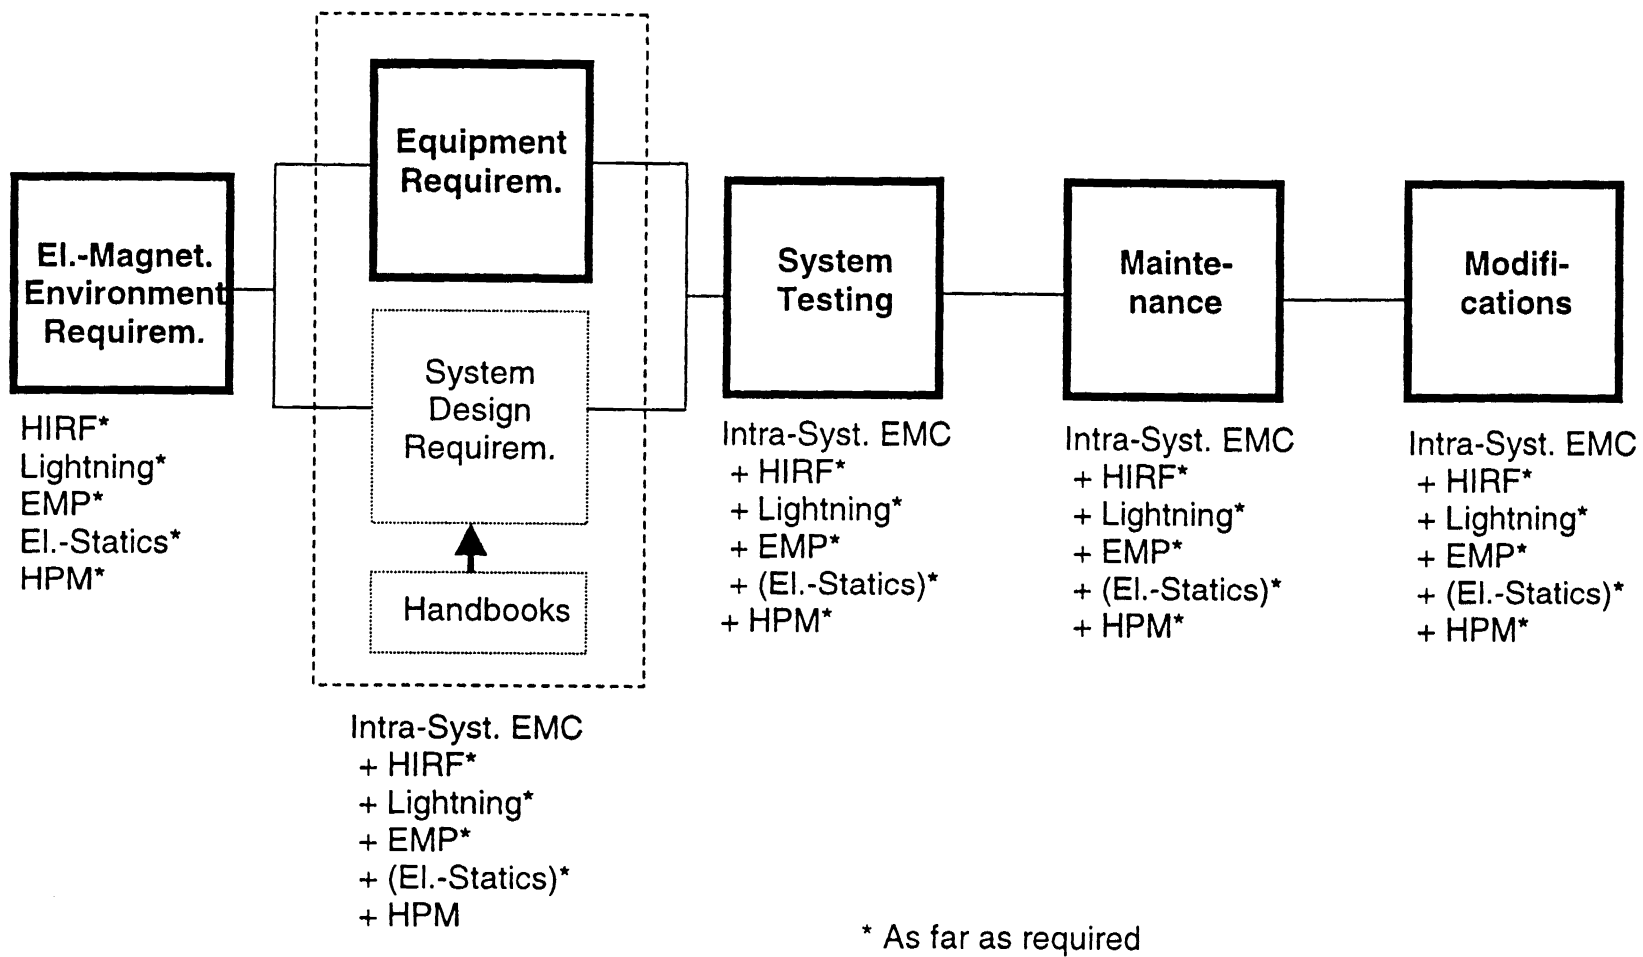 El.-Magnet.
Environment
Requirem.
HIRF*
Lightning*
EMP*
El.-Statics*
HPM*
Equipment
Requirem.
System
Design
Requirem.
Handbooks
Intra-Syst. EMC
+ HIRF*
+ Lightning*
+ EMP*
+ (El.-Statics)*
+ HPM
System
Testing
Intra-Syst. EMC
+ HIRF*
+ Lightning*
+ EMP*
+ (El.-Statics)*
+ HPM*
Mainte-
nance
Intra-Syst. EMC
+ HIRF*
+ Lightning*
+ EMP*
+ (El.-Statics)*
+ HPM*
Modifi-
cations
Intra-Syst. EMC
+ HIRF*
+ Lightning*
+ EMP*
+ (El.-Statics)*
+ HPM*
* As far as required